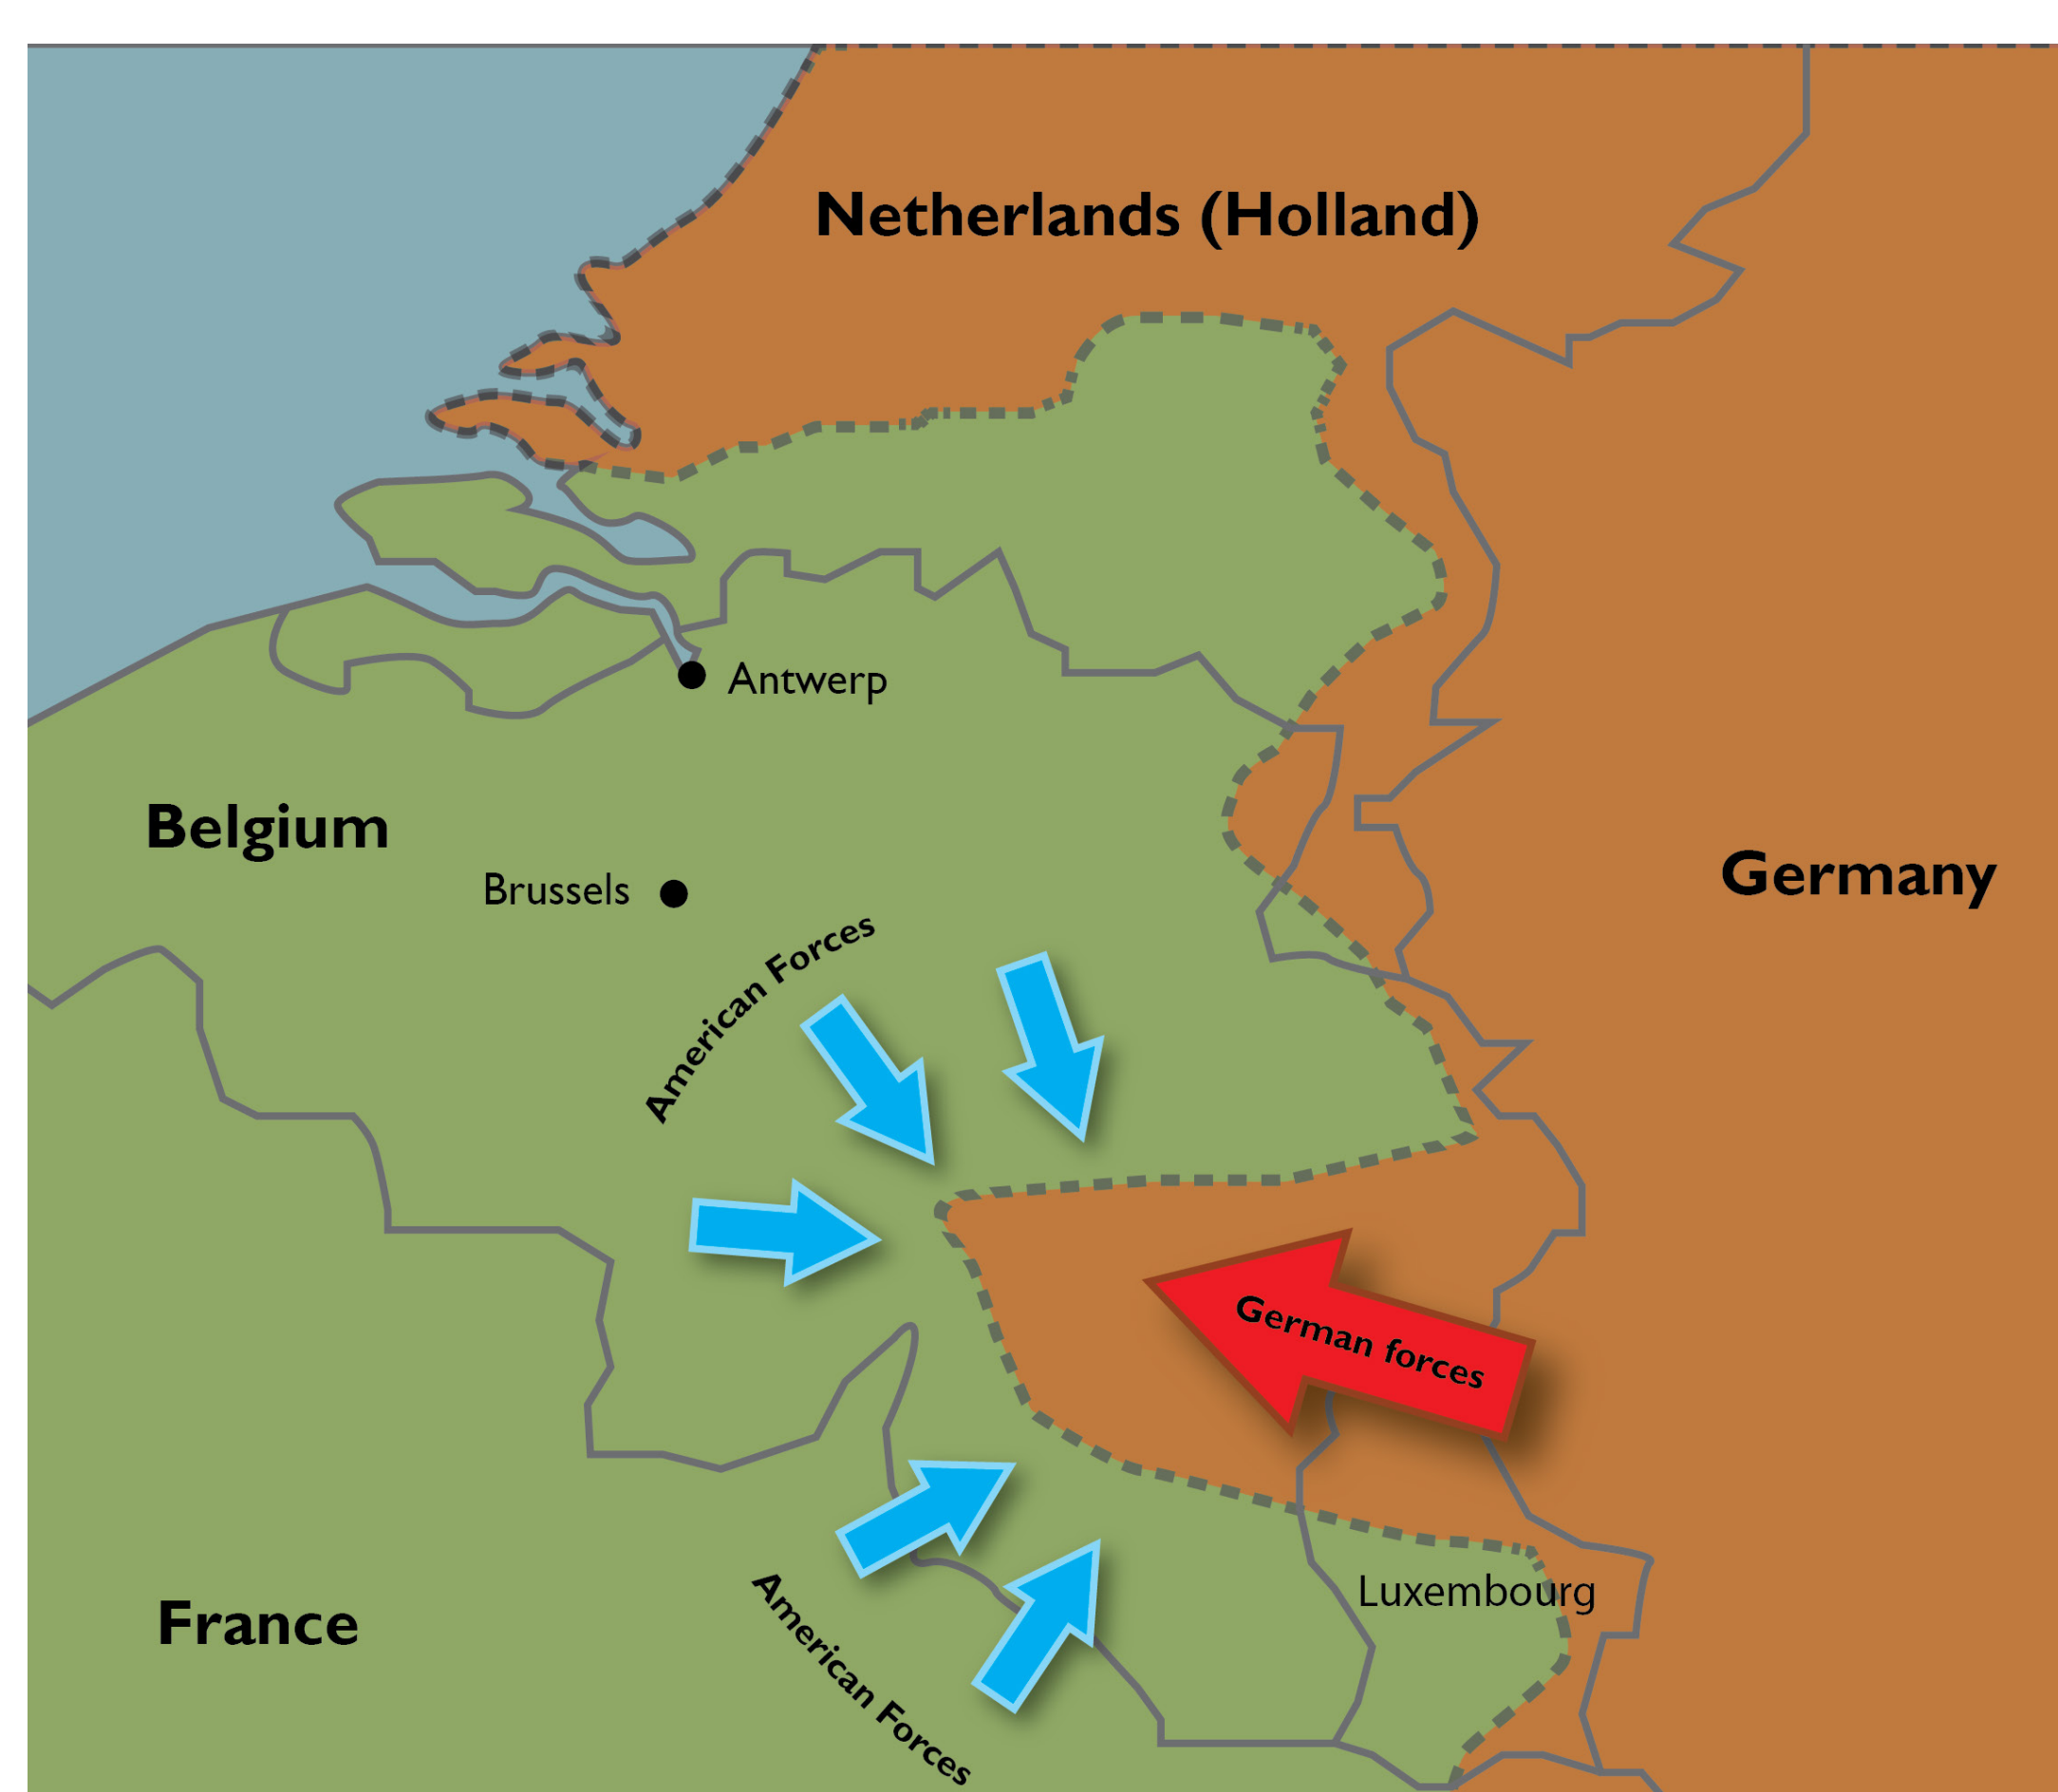 Netherlands (Holland)
Antwerp
Belgium
Germany
Brussels
American Forces
German forces
Luxembourg
France
American Forces